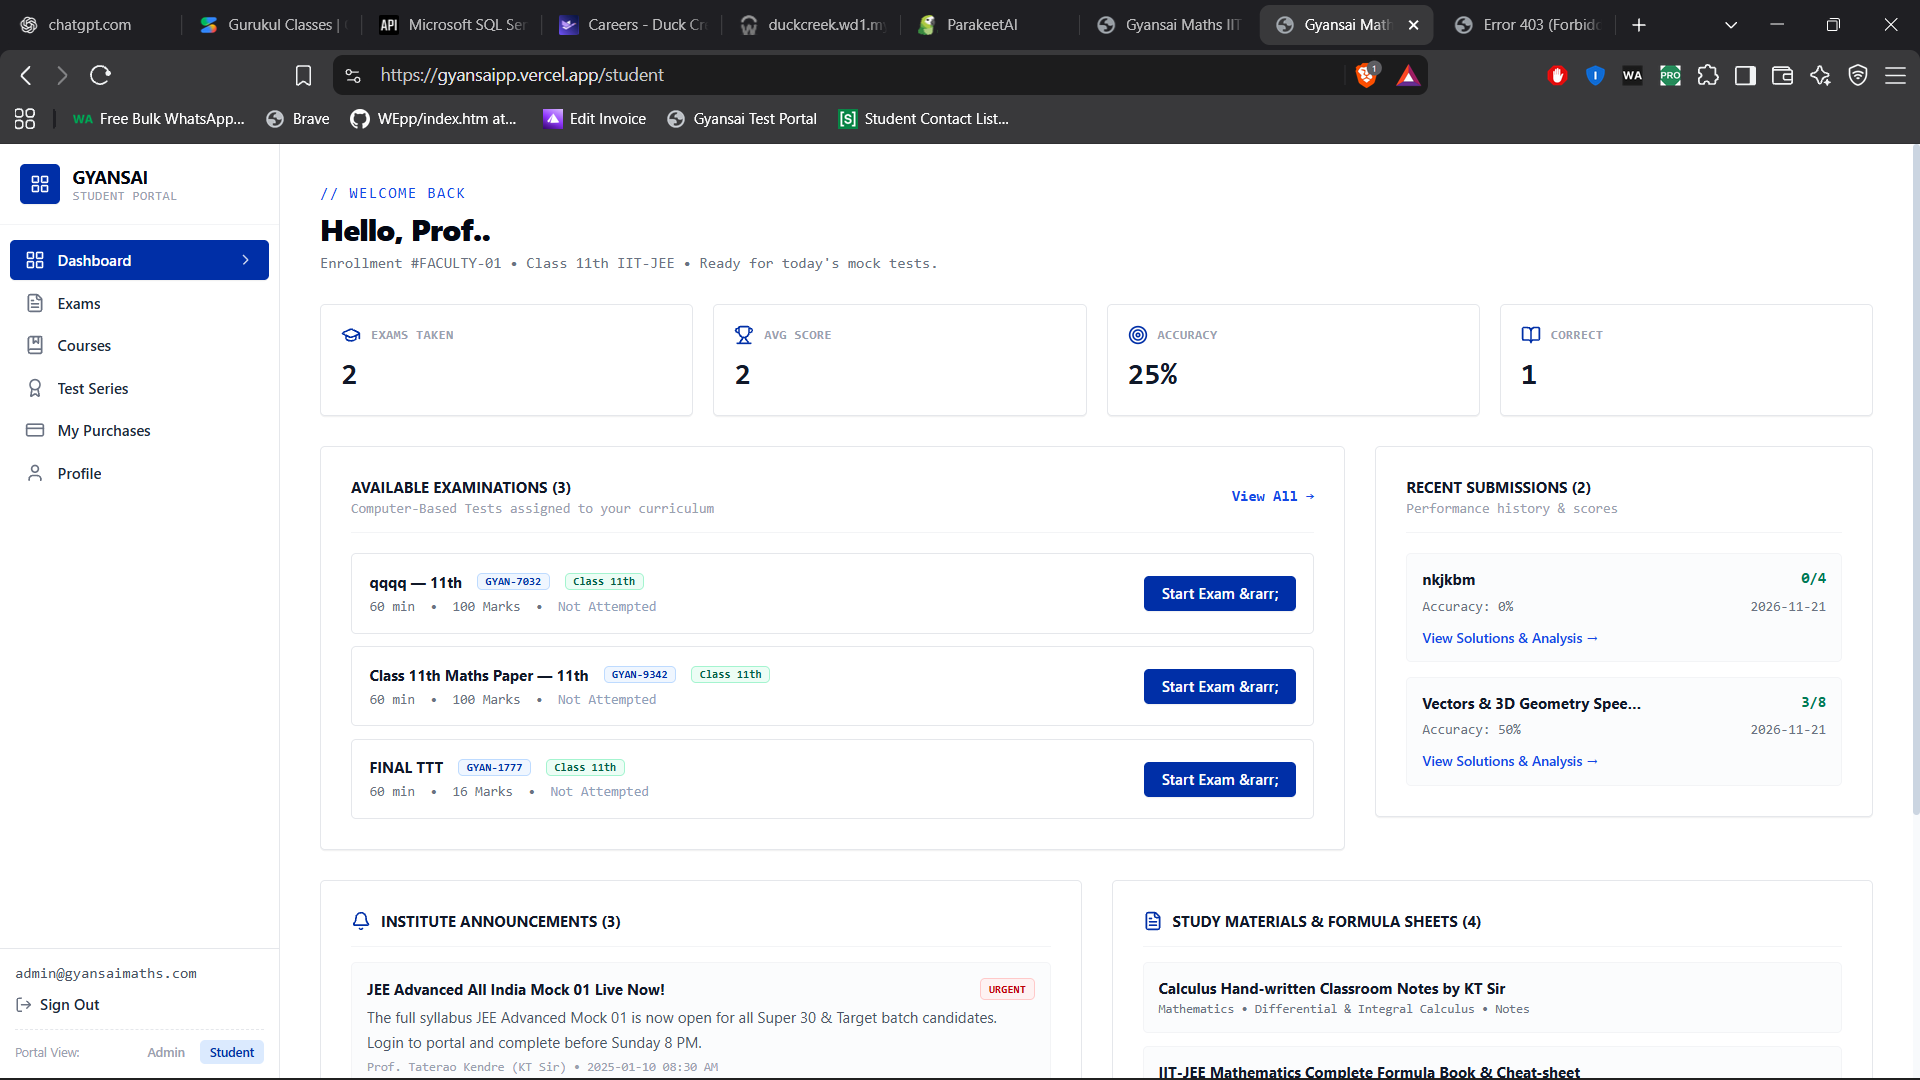 chatgpt.com
Gurukul Classes |
API Microsoft SQL Ser
Careers - Duck Cr
duckcreek.wd1.m
ParakeetAI
Gyansai Maths IIT
Gyansai Math
Error 403 (Forbid
https://gyansaipp.vercel.app/student
1
WA
PRO
WA Free Bulk WhatsApp...
Brave
WEpp/index.htm at...
Edit Invoice
Gyansai Test Portal
[S] Student Contact List...
GYANSAI
STUDENT PORTAL
Dashboard
Exams
Courses
Test Series
My Purchases
Profile
admin@gyansaimaths.com
Sign Out
Portal View: Admin Student
// WELCOME BACK
Hello, Prof..
Enrollment #FACULTY-01 • Class 11th IIT-JEE • Ready for today's mock tests.
EXAMS TAKEN
2
AVG SCORE
2
ACCURACY
25%
CORRECT
1
AVAILABLE EXAMINATIONS (3)
Computer-Based Tests assigned to your curriculum
View All →
qqqq — 11th GYAN-7032 Class 11th
60 min • 100 Marks • Not Attempted
Start Exam &rarr;
Class 11th Maths Paper — 11th GYAN-9342 Class 11th
60 min • 100 Marks • Not Attempted
Start Exam &rarr;
FINAL TTT GYAN-1777 Class 11th
60 min • 16 Marks • Not Attempted
Start Exam &rarr;
RECENT SUBMISSIONS (2)
Performance history & scores
nkjkbm 0/4
Accuracy: 0% 2026-11-21
View Solutions & Analysis →
Vectors & 3D Geometry Spee... 3/8
Accuracy: 50% 2026-11-21
View Solutions & Analysis →
INSTITUTE ANNOUNCEMENTS (3)
JEE Advanced All India Mock 01 Live Now! URGENT
The full syllabus JEE Advanced Mock 01 is now open for all Super 30 & Target batch candidates.
Login to portal and complete before Sunday 8 PM.
Prof. Taterao Kendre (KT Sir) • 2025-01-10 08:30 AM
STUDY MATERIALS & FORMULA SHEETS (4)
Calculus Hand-written Classroom Notes by KT Sir
Mathematics • Differential & Integral Calculus • Notes
IIT-JEE Mathematics Complete Formula Book & Cheat-sheet